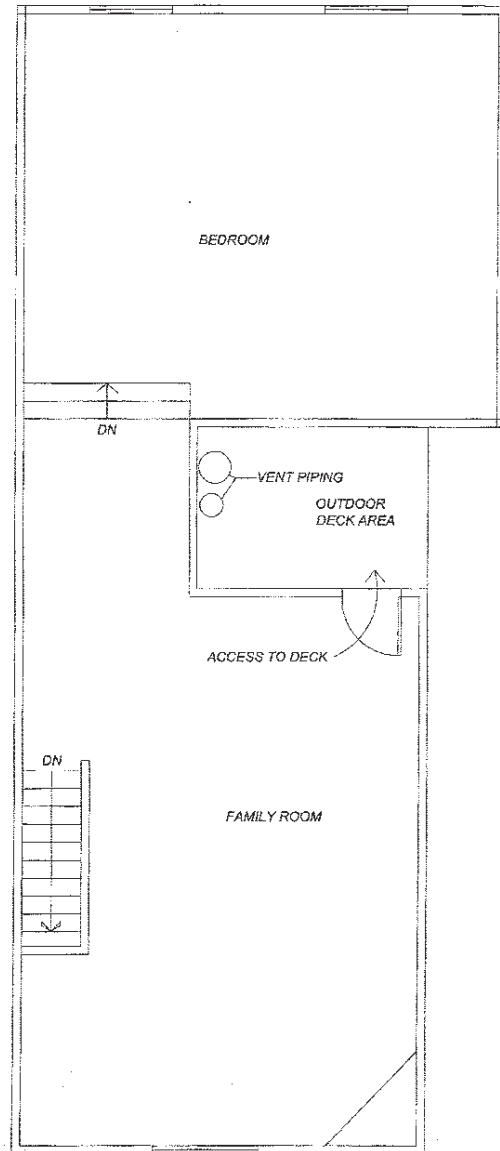 BEDROOM
DN
VENT PIPING
OUTDOOR
DECK AREA
ACCESS TO DECK
DN
FAMILY ROOM